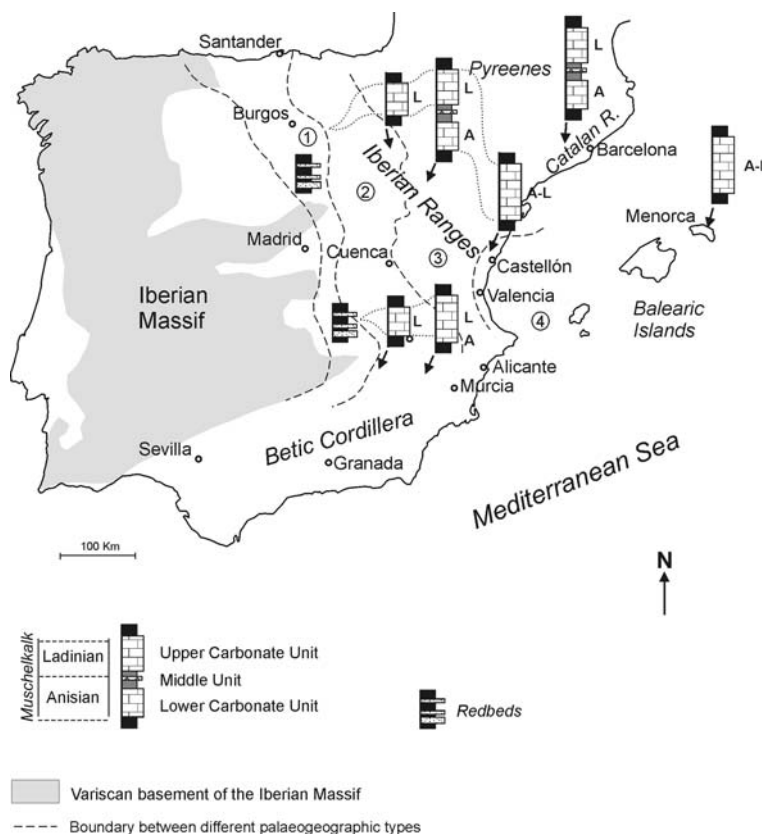 Santander
Pyreenes
L
A
Burgos
1
L
L
A
Catalan R.
Barcelona
A-L
Iberian Ranges
2
A-L
Menorca
Madrid
Cuenca
3
Castellón
Iberian
Massif
Valencia
4
Balearic
Islands
L
L
A
Alicante
Murcia
Betic Cordillera
Sevilla
Granada
Mediterranean Sea
100 Km
N
Muschelkalk
Ladinian
Upper Carbonate Unit
Middle Unit
Anisian
Lower Carbonate Unit
Redbeds
Variscan basement of the Iberian Massif
Boundary between different palaeogeographic types